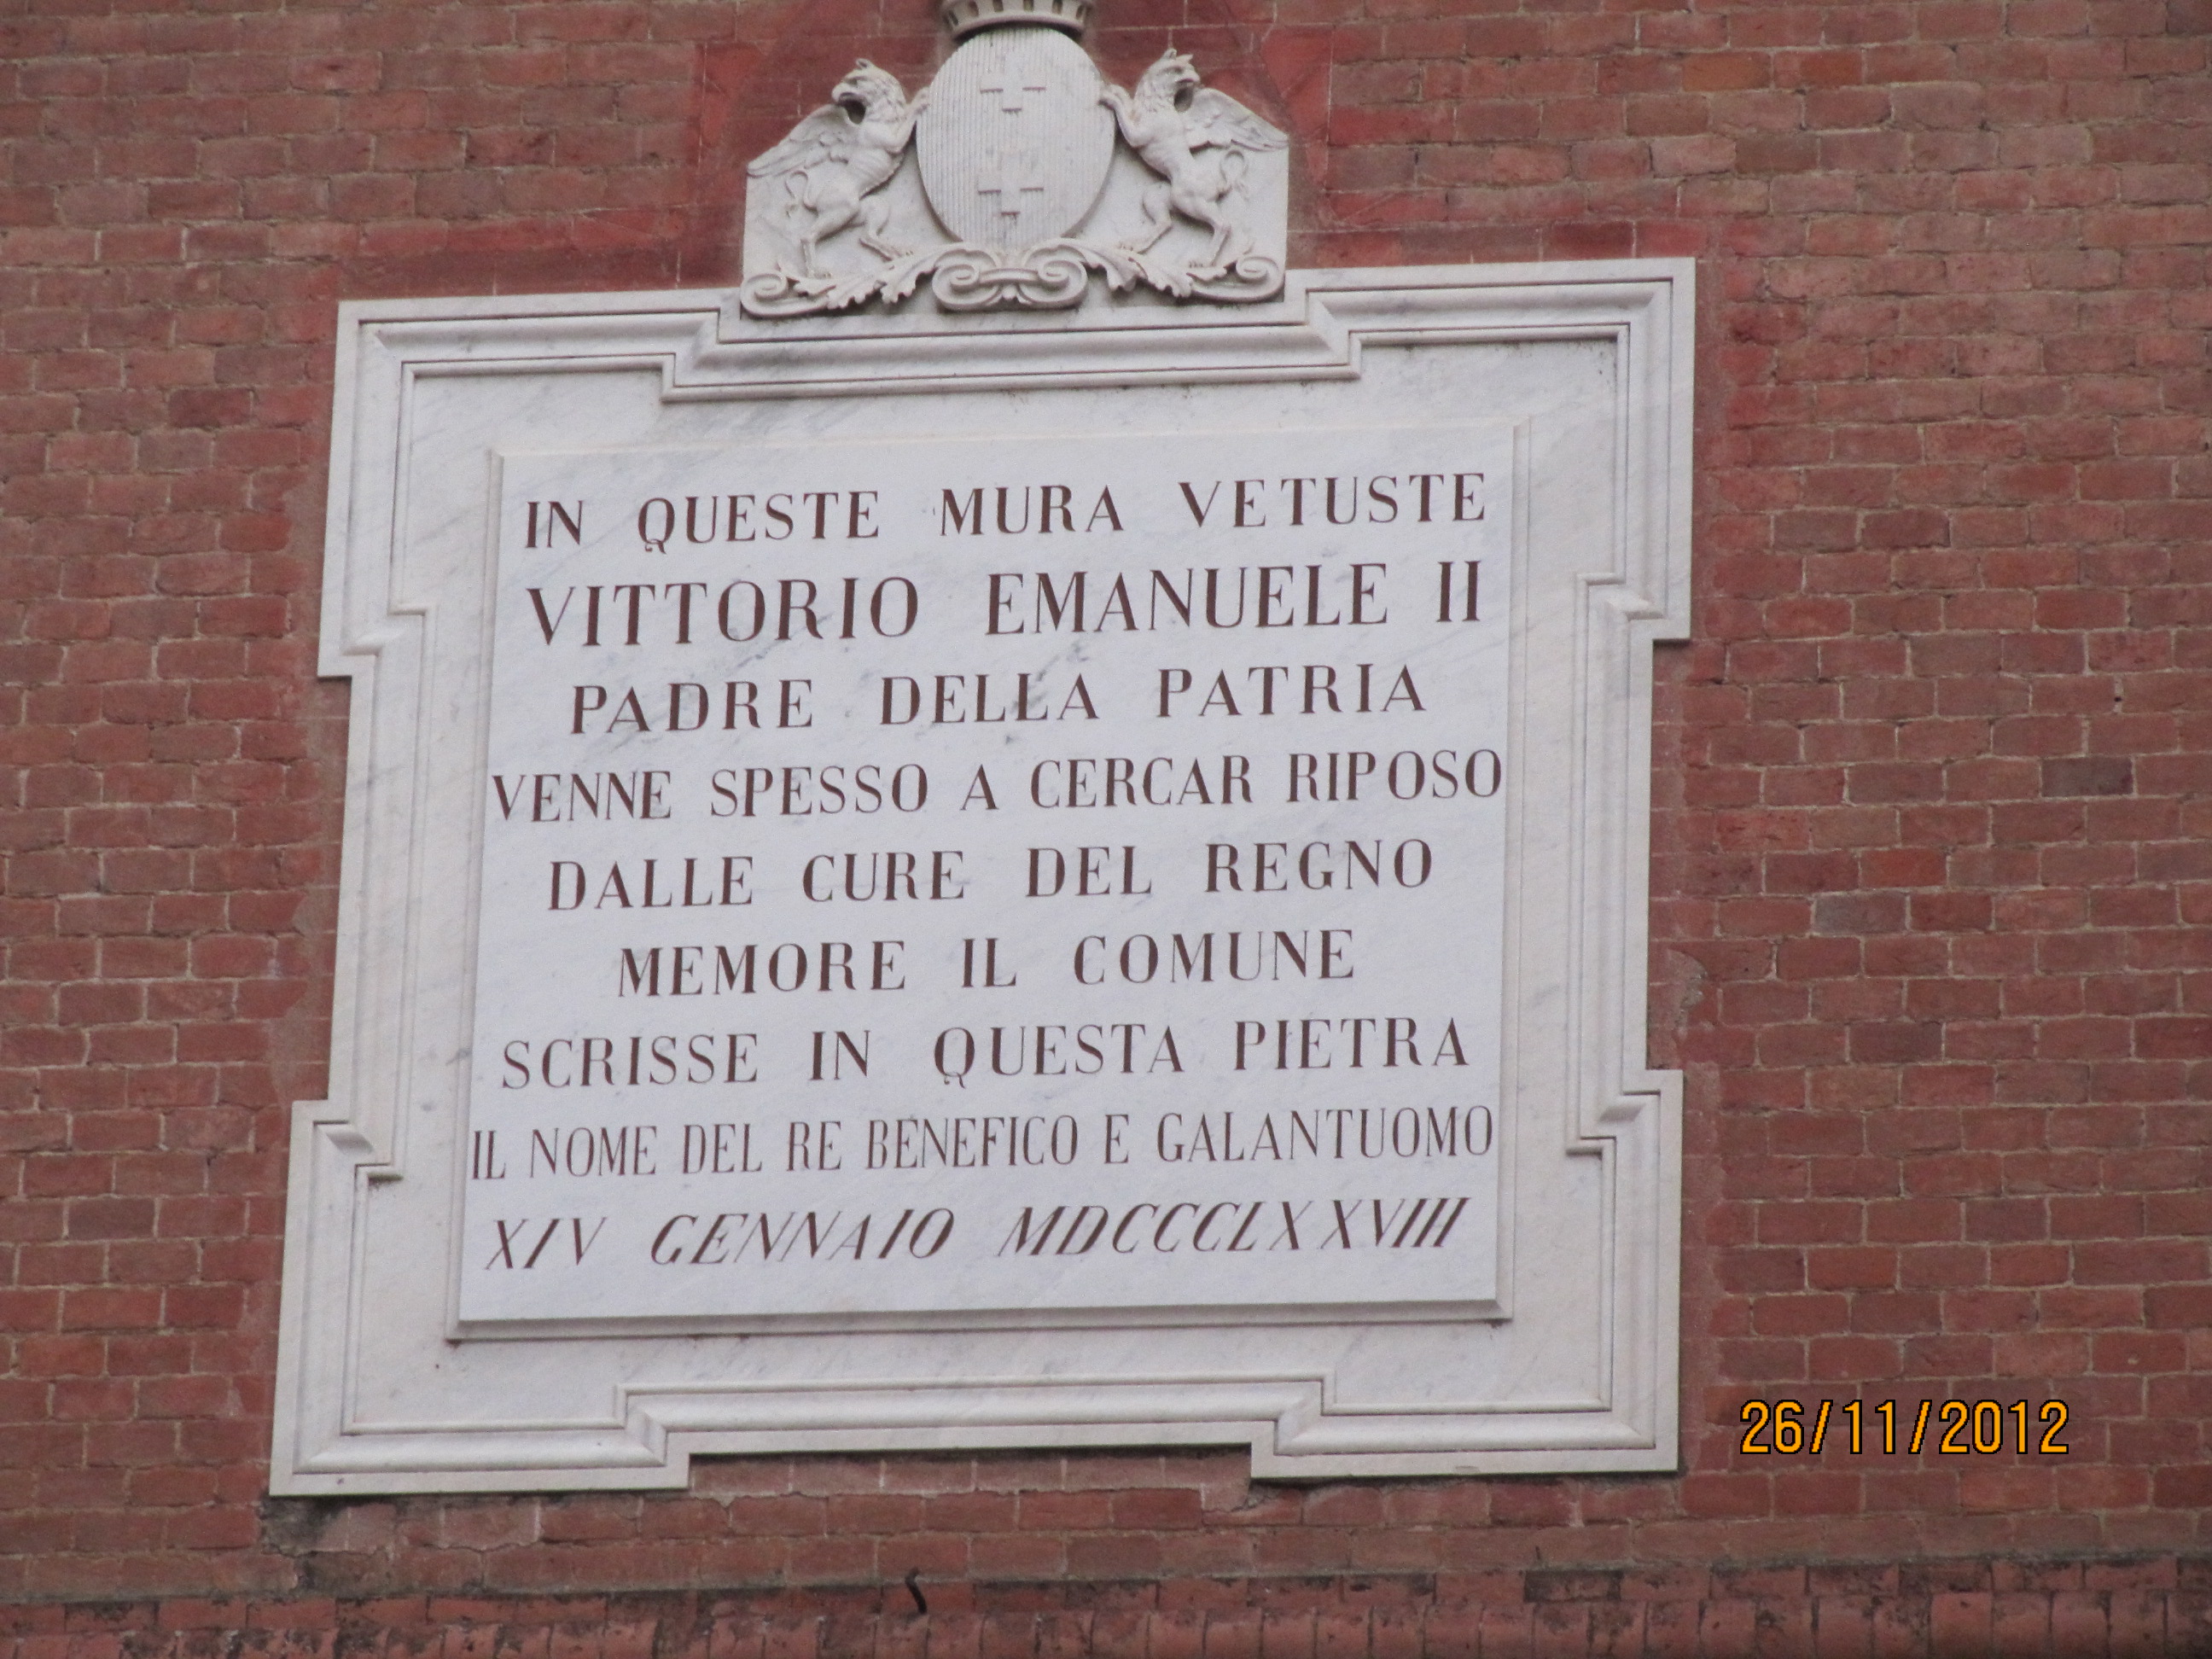 IN QUESTE MURA VETUSTE
VITTORIO EMANUELE II
PADRE DELLA PATRIA
VENNE SPESSO A CERCAR RIPOSO
DALLE CURE DEL REGNO
MEMORE IL COMUNE
SCRISSE IN QUESTA PIETRA
IL NOME DEL RE BENEFICO E GALANTUOMO
XIV GENNAIO MDCCCLXXVIII
26/11/2012